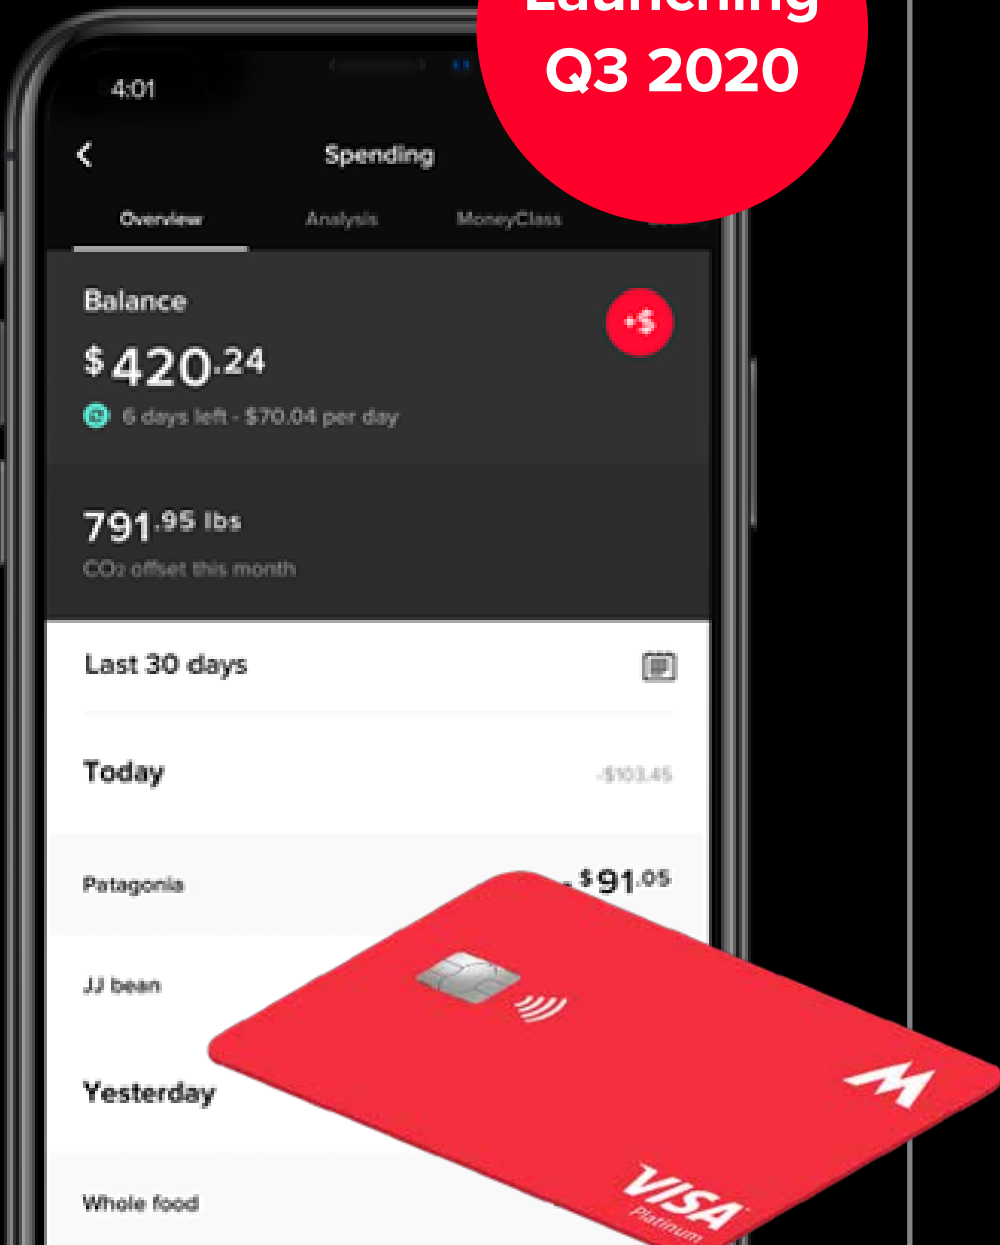 Launching
Q3 2020
4:01
Spending
Overview
Analysis
MoneyClass
Balance
+$
$420.24
6 days left - $70.04 per day
791.95 lbs
CO2 offset this month
Last 30 days
Today
-$103.45
Patagonia
- $91.05
JJ bean
Yesterday
Whole food
VISA
Platinum